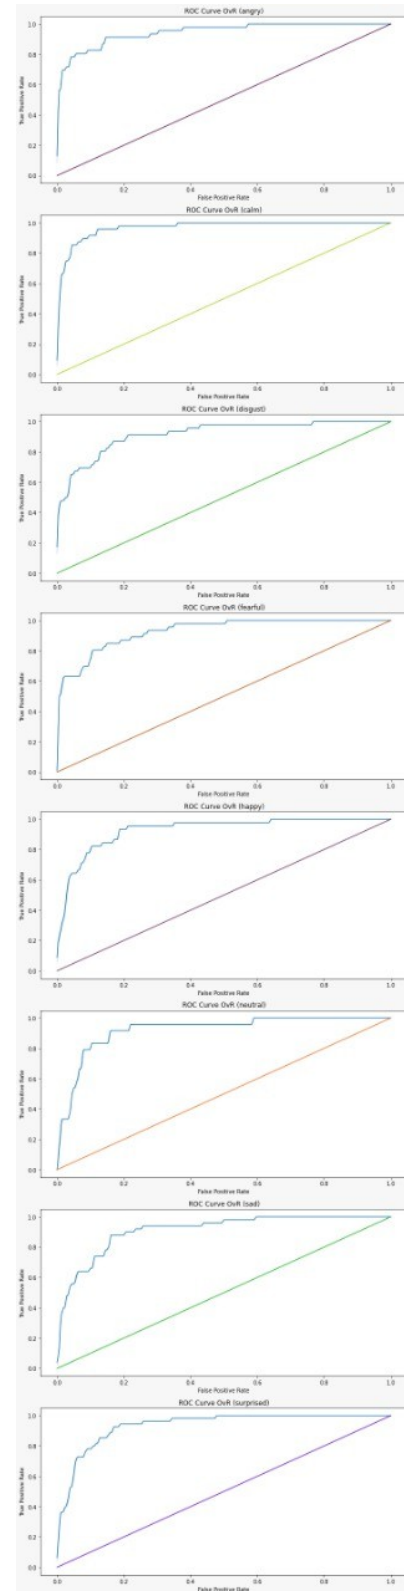 ROC Curve OvR (angry)
True Positive Rate
1.0
0.8
0.6
0.4
0.2
0.0
0.0 0.2 0.4 0.6 0.8 1.0
False Positive Rate
ROC Curve OvR (calm)
True Positive Rate
1.0
0.8
0.6
0.4
0.2
0.0
0.0 0.2 0.4 0.6 0.8 1.0
False Positive Rate
ROC Curve OvR (disgust)
True Positive Rate
1.0
0.8
0.6
0.4
0.2
0.0
0.0 0.2 0.4 0.6 0.8 1.0
False Positive Rate
ROC Curve OvR (fearful)
True Positive Rate
1.0
0.8
0.6
0.4
0.2
0.0
0.0 0.2 0.4 0.6 0.8 1.0
False Positive Rate
ROC Curve OvR (happy)
True Positive Rate
1.0
0.8
0.6
0.4
0.2
0.0
0.0 0.2 0.4 0.6 0.8 1.0
False Positive Rate
ROC Curve OvR (neutral)
True Positive Rate
1.0
0.8
0.6
0.4
0.2
0.0
0.0 0.2 0.4 0.6 0.8 1.0
False Positive Rate
ROC Curve OvR (sad)
True Positive Rate
1.0
0.8
0.6
0.4
0.2
0.0
0.0 0.2 0.4 0.6 0.8 1.0
False Positive Rate
ROC Curve OvR (surprised)
True Positive Rate
1.0
0.8
0.6
0.4
0.2
0.0
0.0 0.2 0.4 0.6 0.8 1.0
False Positive Rate